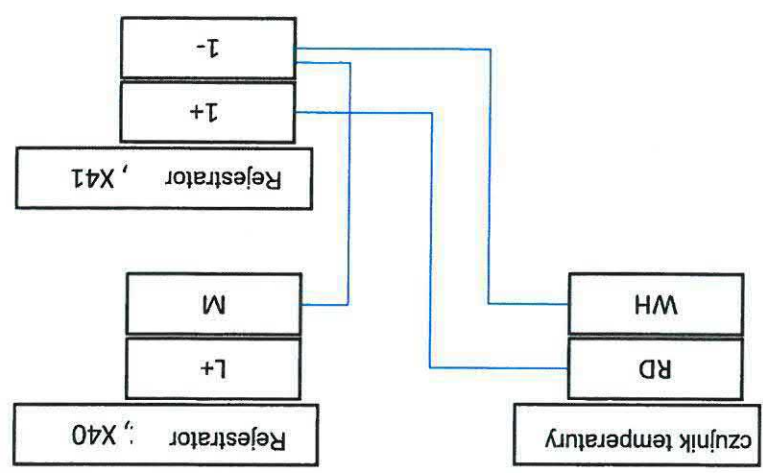 czujnik temperatury
RD
WH
Rejestrator :, X40
L+
M
Rejestrator , X41
1+
1-